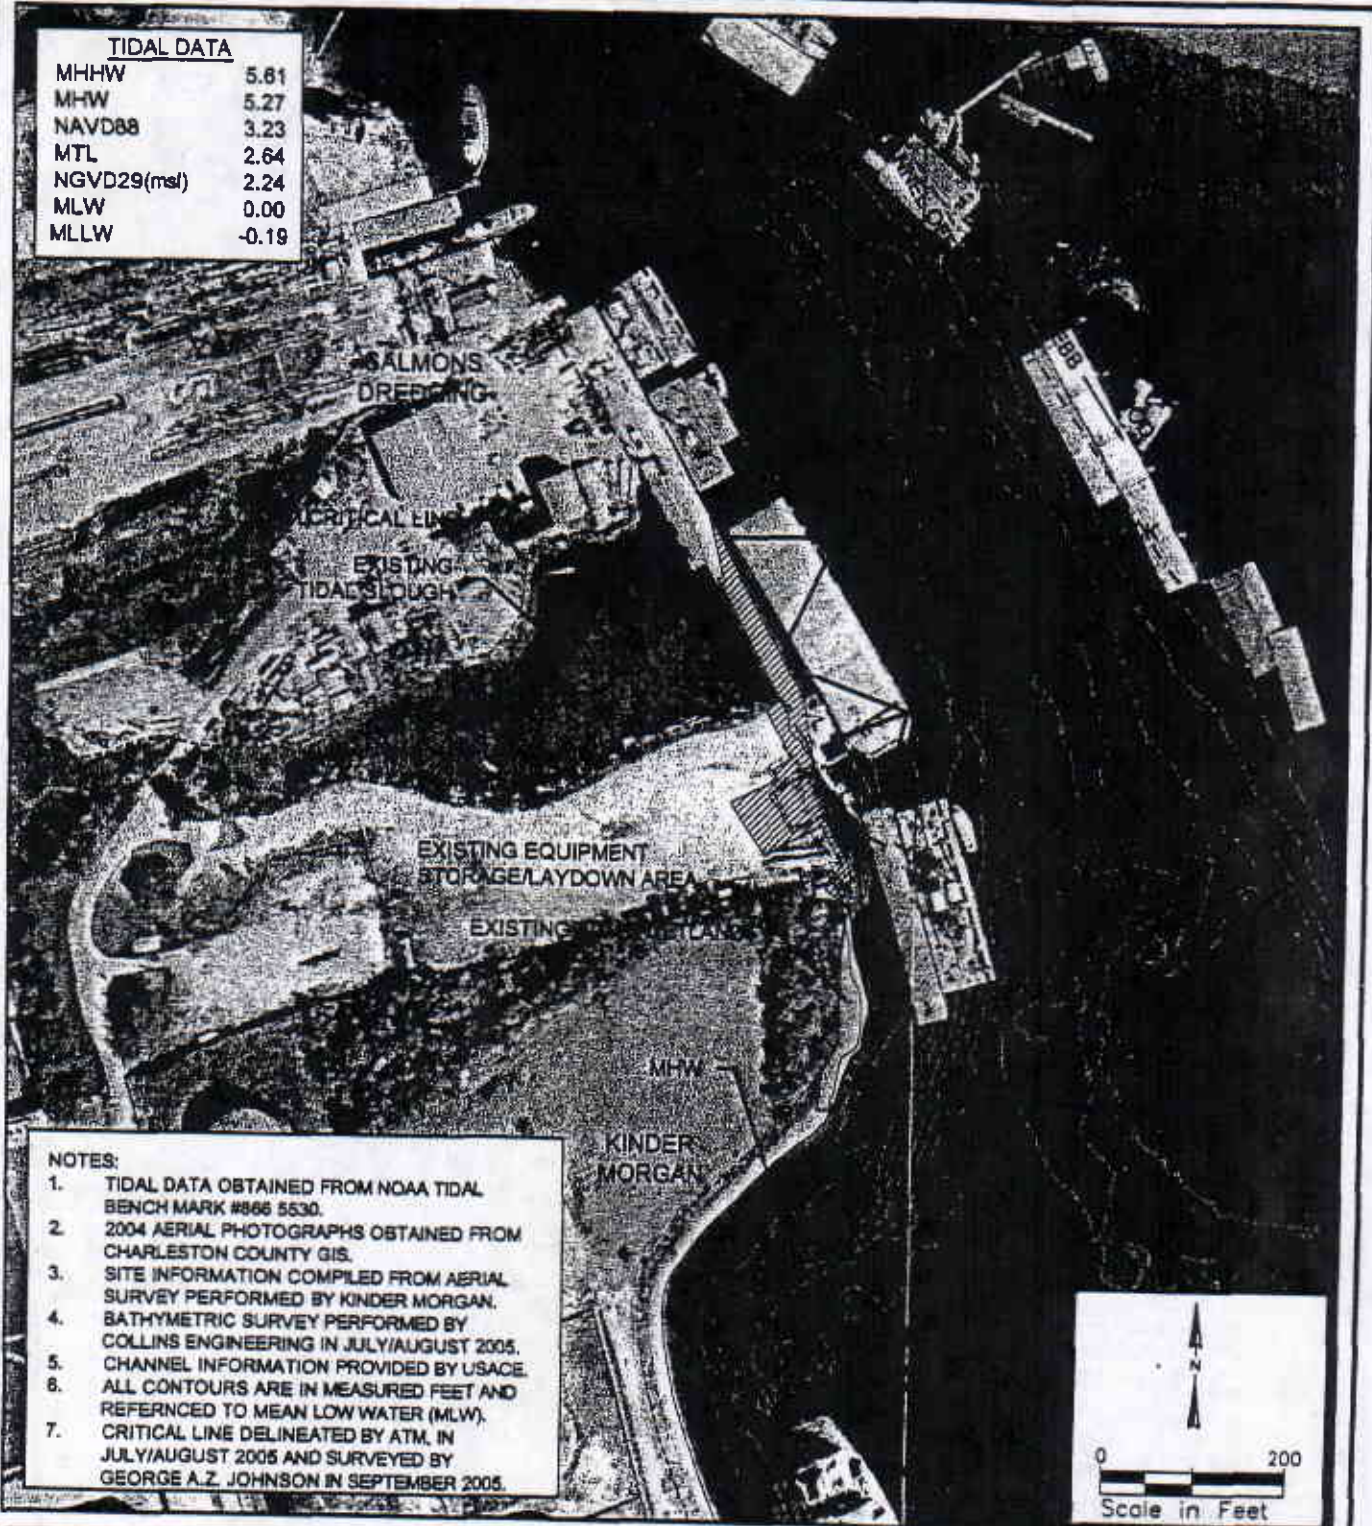 TIDAL DATA
MHHW 5.61
MHW 5.27
NAVD88 3.23
MTL 2.64
NGVD29(msl) 2.24
MLW 0.00
MLLW -0.19
SALMONS
DREDGING
CRITICAL LINE
EXISTING
TIDAL SLOUGH
EXISTING EQUIPMENT
STORAGE/LAYDOWN AREA
EXISTING
MHW
KINDER
MORGAN
EBB
NOTES:
1. TIDAL DATA OBTAINED FROM NOAA TIDAL
BENCH MARK #866 5530.
2. 2004 AERIAL PHOTOGRAPHS OBTAINED FROM
CHARLESTON COUNTY GIS.
3. SITE INFORMATION COMPILED FROM AERIAL
SURVEY PERFORMED BY KINDER MORGAN.
4. BATHYMETRIC SURVEY PERFORMED BY
COLLINS ENGINEERING IN JULY/AUGUST 2005.
5. CHANNEL INFORMATION PROVIDED BY USACE.
6. ALL CONTOURS ARE IN MEASURED FEET AND
REFERNCED TO MEAN LOW WATER (MLW).
7. CRITICAL LINE DELINEATED BY ATM, IN
JULY/AUGUST 2005 AND SURVEYED BY
GEORGE A.Z. JOHNSON IN SEPTEMBER 2005.
N
0 200
Scale in Feet